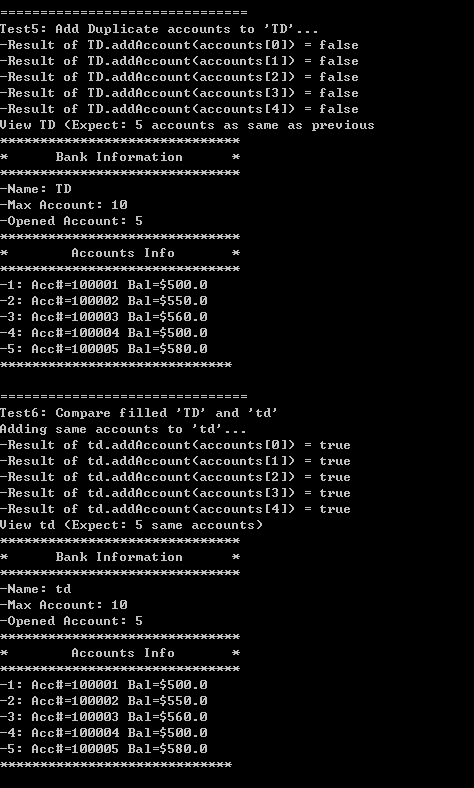 ===============================
Test5: Add Duplicate accounts to 'TD'...
-Result of TD.addAccount(accounts[0]) = false
-Result of TD.addAccount(accounts[1]) = false
-Result of TD.addAccount(accounts[2]) = false
-Result of TD.addAccount(accounts[3]) = false
-Result of TD.addAccount(accounts[4]) = false
View TD (Expect: 5 accounts as same as previous
******************************
*      Bank Information      *
******************************
-Name: TD
-Max Account: 10
-Opened Account: 5
******************************
*        Accounts Info       *
******************************
-1: Acc#=100001 Bal=$500.0
-2: Acc#=100002 Bal=$550.0
-3: Acc#=100003 Bal=$560.0
-4: Acc#=100004 Bal=$500.0
-5: Acc#=100005 Bal=$580.0
*****************************
===============================
Test6: Compare filled 'TD' and 'td'
Adding same accounts to 'td'...
-Result of td.addAccount(accounts[0]) = true
-Result of td.addAccount(accounts[1]) = true
-Result of td.addAccount(accounts[2]) = true
-Result of td.addAccount(accounts[3]) = true
-Result of td.addAccount(accounts[4]) = true
View td (Expect: 5 same accounts)
******************************
*      Bank Information      *
******************************
-Name: td
-Max Account: 10
-Opened Account: 5
******************************
*        Accounts Info       *
******************************
-1: Acc#=100001 Bal=$500.0
-2: Acc#=100002 Bal=$550.0
-3: Acc#=100003 Bal=$560.0
-4: Acc#=100004 Bal=$500.0
-5: Acc#=100005 Bal=$580.0
*****************************